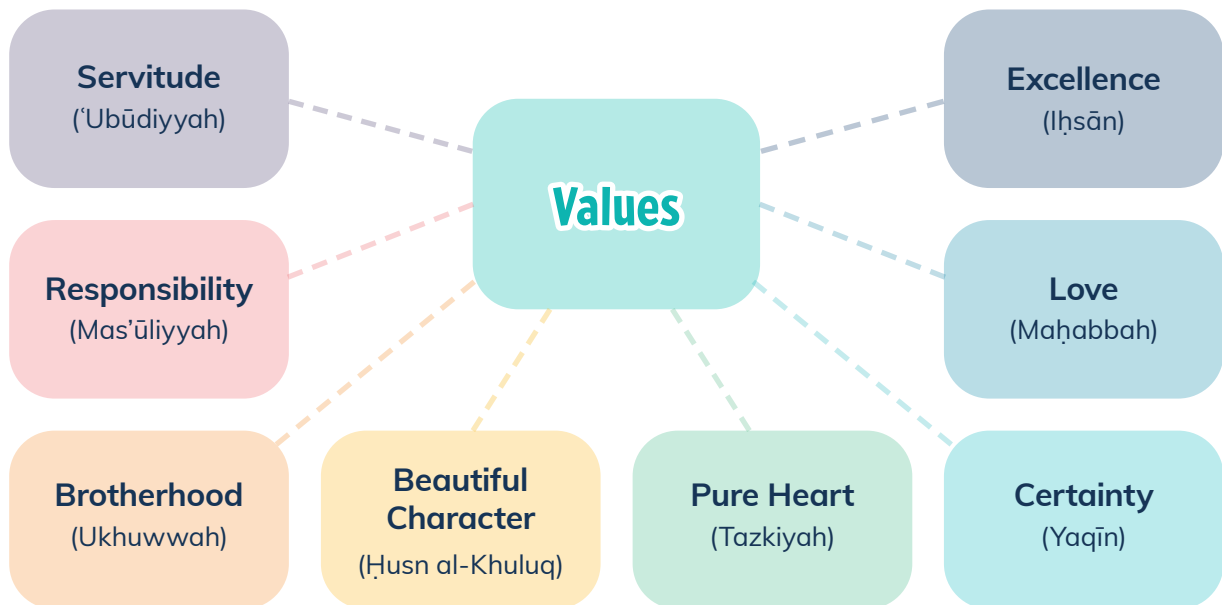 Servitude
(ʿUbūdiyyah)
Excellence
(Iḥsān)
Values
Responsibility
(Mas’ūliyyah)
Love
(Maḥabbah)
Brotherhood
(Ukhuwwah)
Beautiful
Character
(Ḥusn al-Khuluq)
Pure Heart
(Tazkiyah)
Certainty
(Yaqīn)